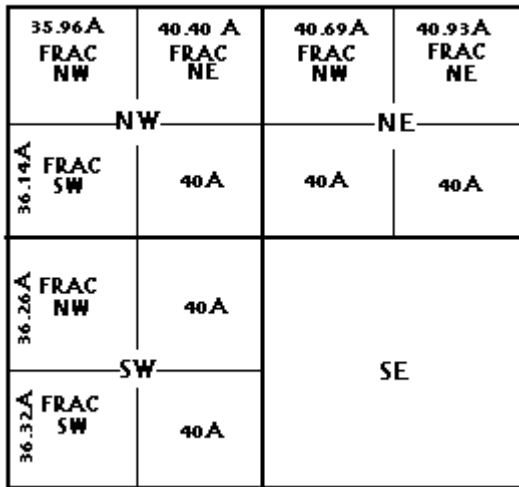 35.96A
FRAC
NW
40.40 A
FRAC
NE
40.69A
FRAC
NW
40.93A
FRAC
NE
NW
NE
36.14A
FRAC
SW
40A
40A
40A
36.26A
FRAC
NW
40A
SW
SE
36.32A
FRAC
SW
40A